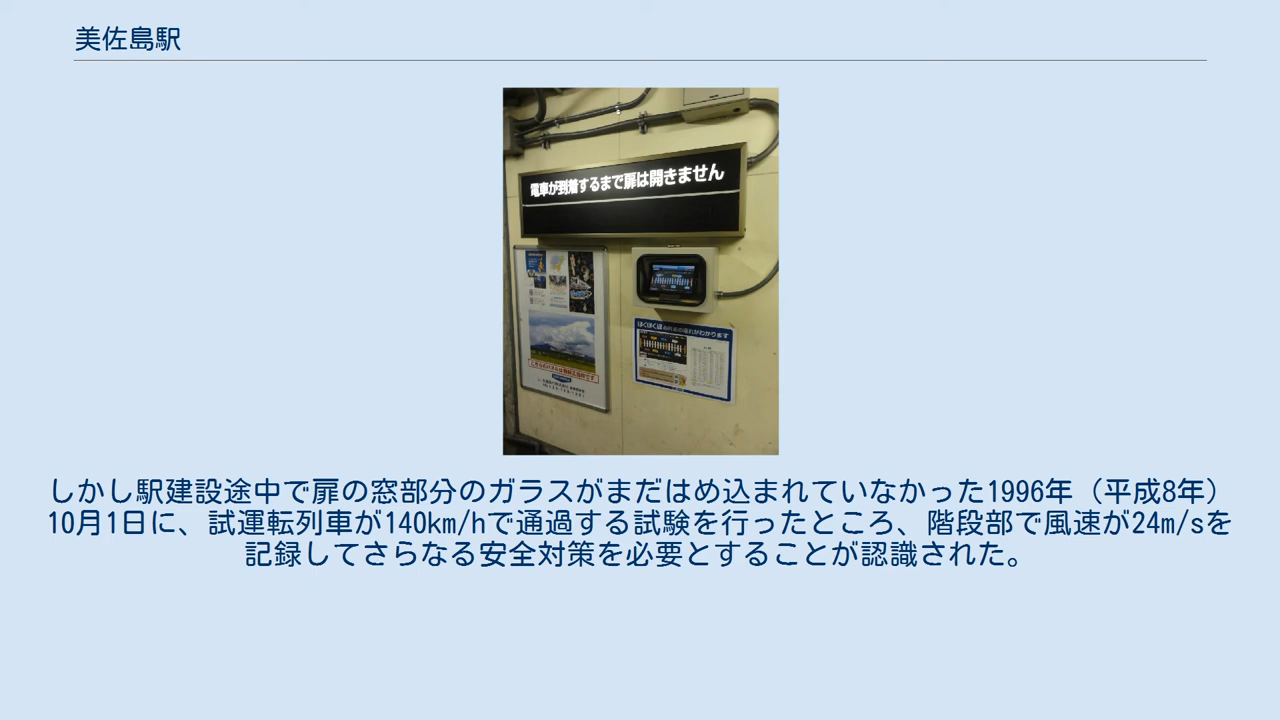 美佐島駅
電車が到着するまで扉は開きません
しかし駅建設途中で扉の窓部分のガラスがまだはめ込まれていなかった1996年（平成8年）
10月1日に、試運転列車が140km/hで通過する試験を行ったところ、階段部で風速が24m/sを
記録してさらなる安全対策を必要とすることが認識された。